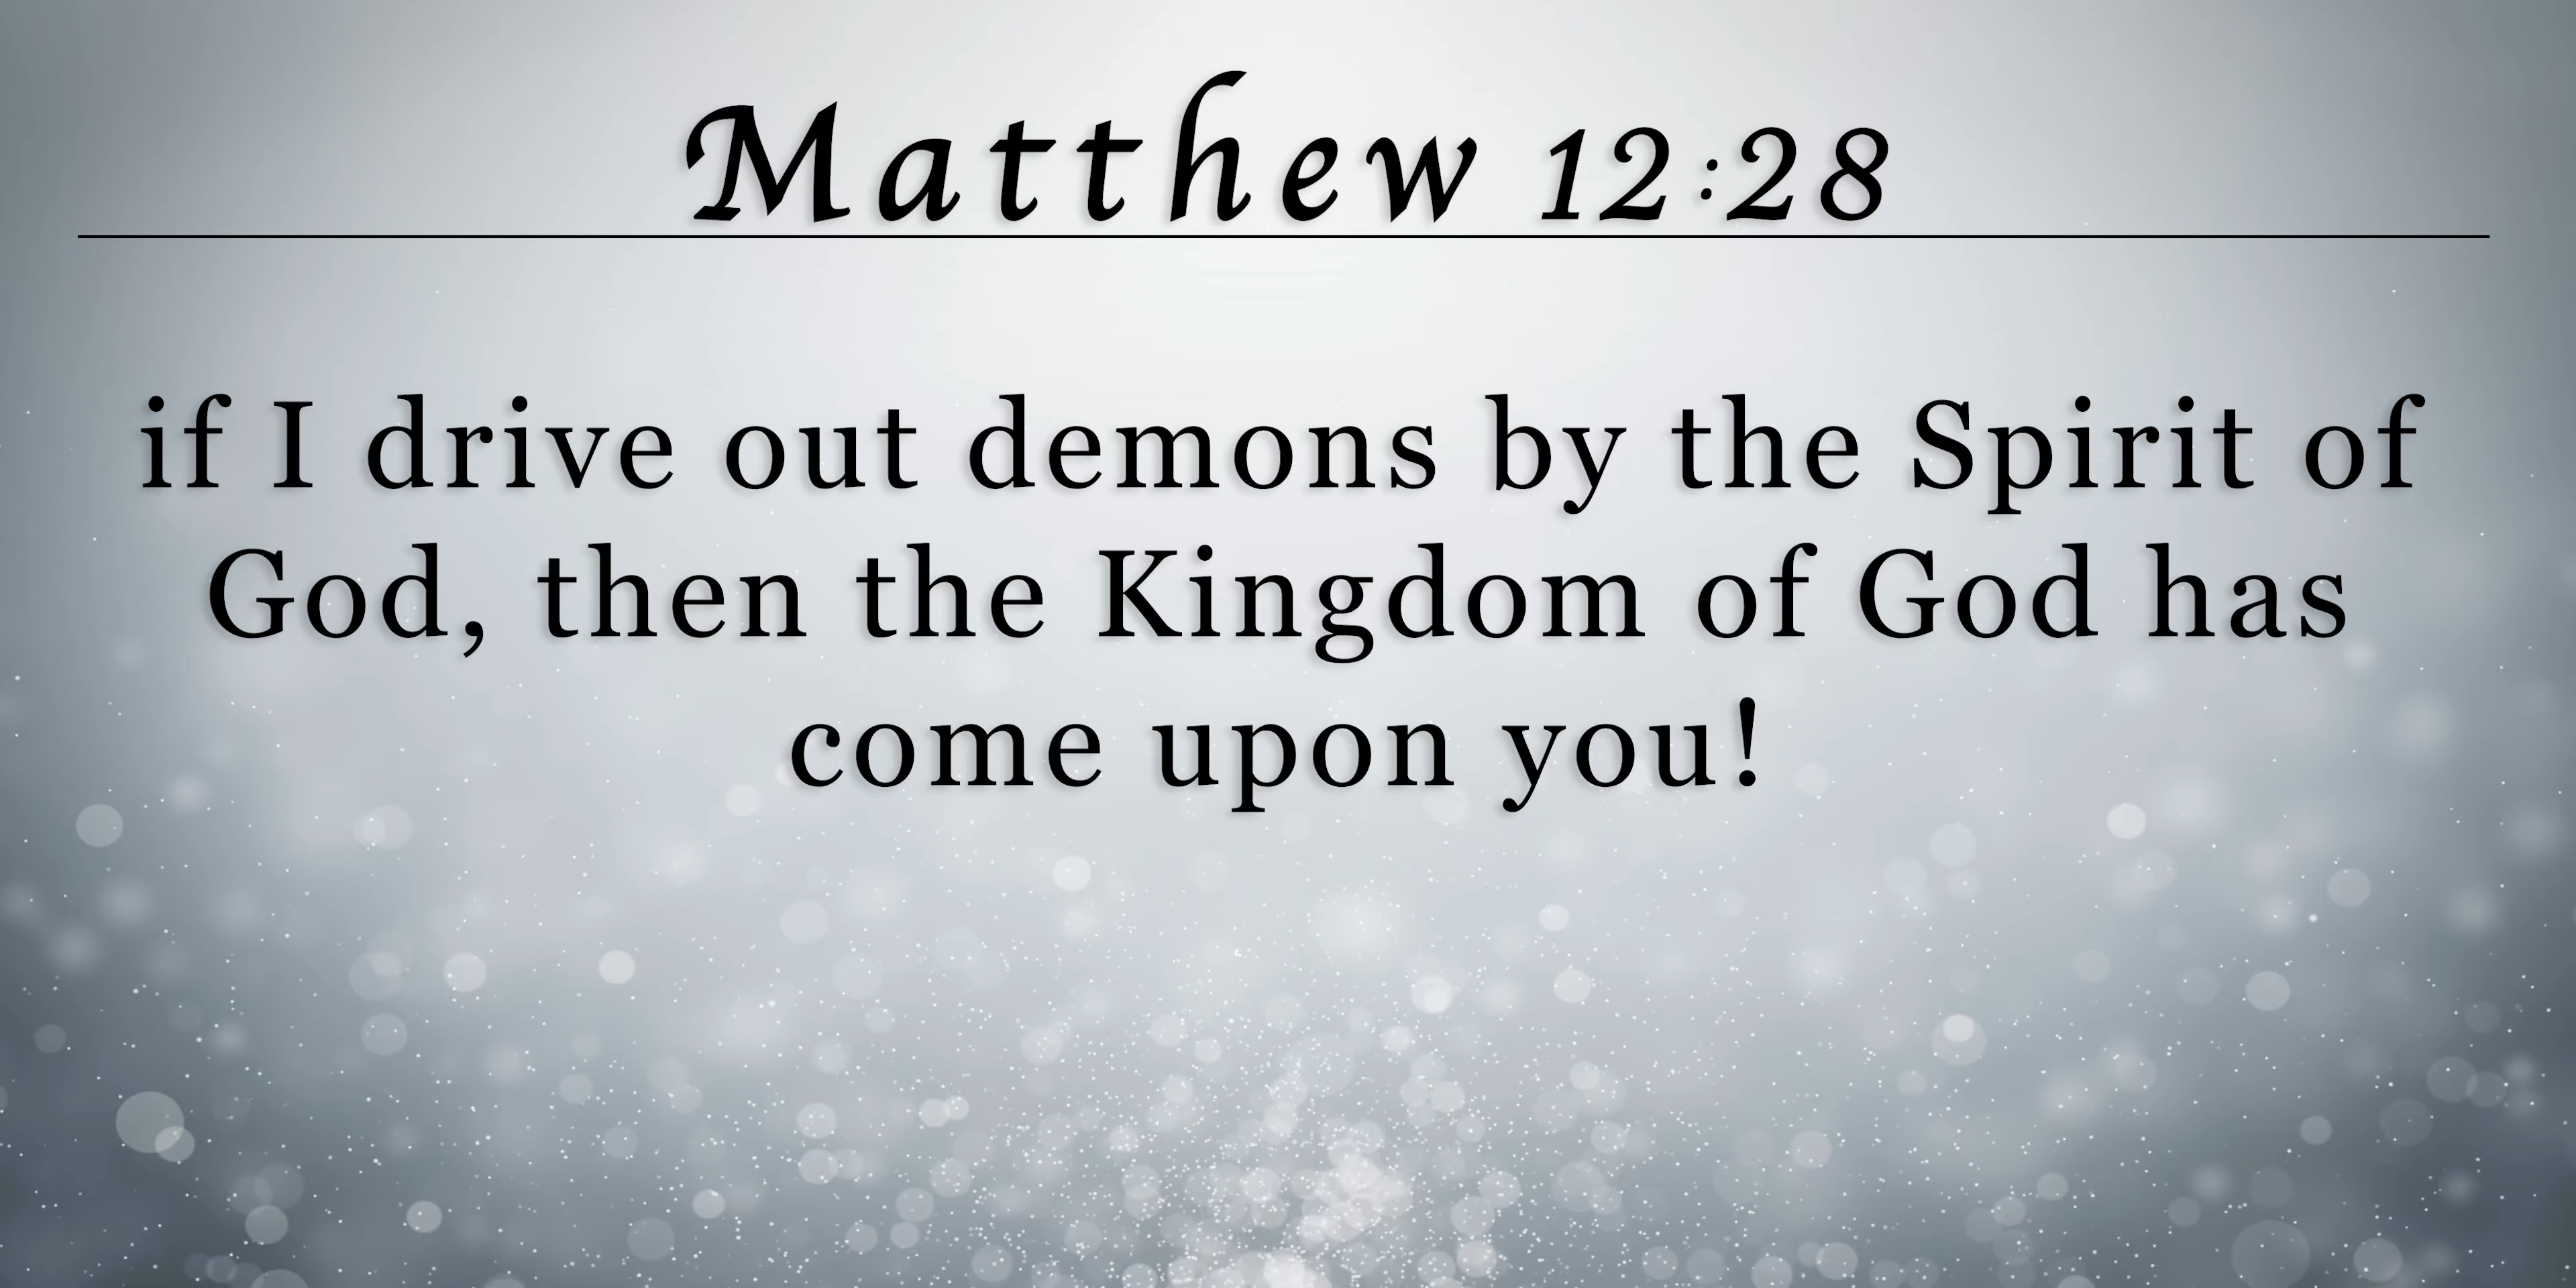 Matthew 12:28
if I drive out demons by the Spirit of
God, then the Kingdom of God has
come upon you!